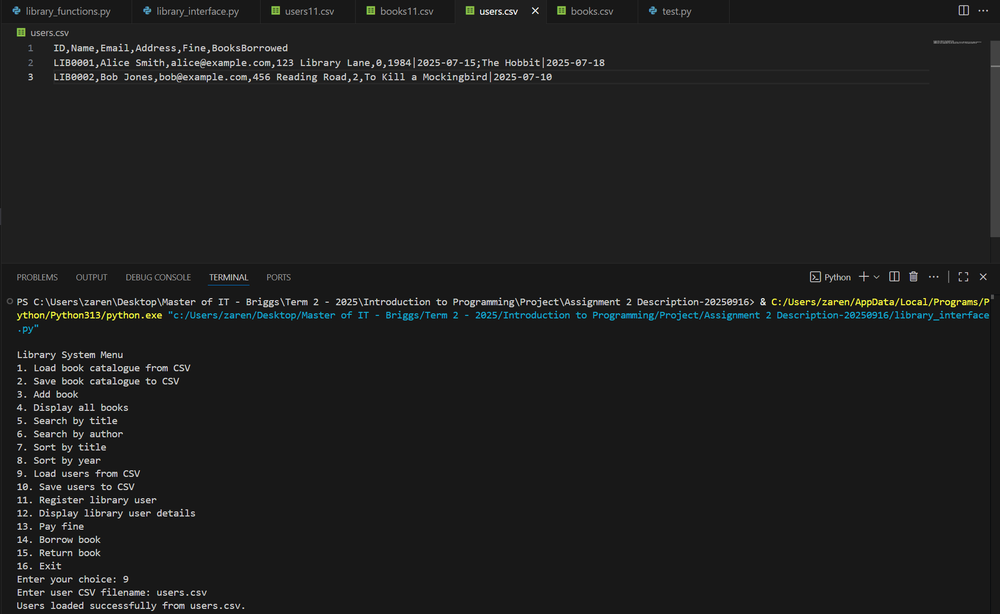 library_functions.py library_interface.py users11.csv books11.csv users.csv books.csv test.py
users.csv
1 ID,Name,Email,Address,Fine,BooksBorrowed
2 LIB0001,Alice Smith,alice@example.com,123 Library Lane,0,1984|2025-07-15;The Hobbit|2025-07-18
3 LIB0002,Bob Jones,bob@example.com,456 Reading Road,2,To Kill a Mockingbird|2025-07-10
PROBLEMS OUTPUT DEBUG CONSOLE TERMINAL PORTS Python
PS C:\Users\zaren\Desktop\Master of IT - Briggs\Term 2 - 2025\Introduction to Programming\Project\Assignment 2 Description-20250916> & C:/Users/zaren/AppData/Local/Programs/P
ython/Python313/python.exe "c:/Users/zaren/Desktop/Master of IT - Briggs/Term 2 - 2025/Introduction to Programming/Project/Assignment 2 Description-20250916/library_interface
.py"
Library System Menu
1. Load book catalogue from CSV
2. Save book catalogue to CSV
3. Add book
4. Display all books
5. Search by title
6. Search by author
7. Sort by title
8. Sort by year
9. Load users from CSV
10. Save users to CSV
11. Register library user
12. Display library user details
13. Pay fine
14. Borrow book
15. Return book
16. Exit
Enter your choice: 9
Enter user CSV filename: users.csv
Users loaded successfully from users.csv.